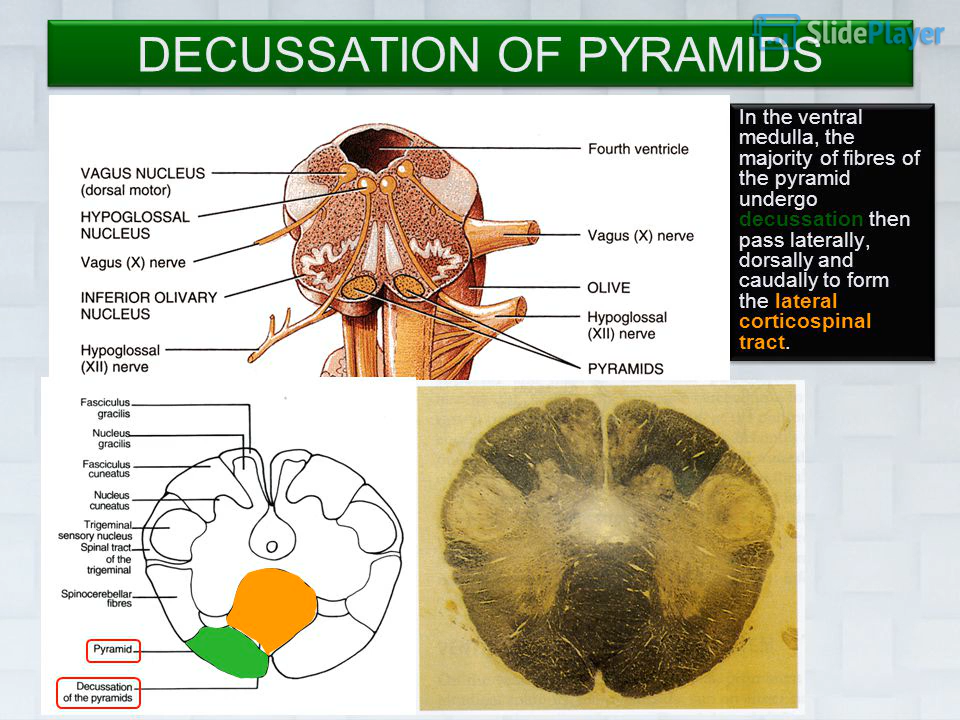 DECUSSATION OF PYRAMIDS
SlidePlayer
In the ventral
medulla, the
majority of fibres of
the pyramid
undergo
decussation then
pass laterally,
dorsally and
caudally to form
the lateral
corticospinal
tract.
VAGUS NUCLEUS
(dorsal motor)
HYPOGLOSSAL
NUCLEUS
Vagus (X) nerve
INFERIOR OLIVARY
NUCLEUS
Hypoglossal
(XII) nerve
Fourth ventricle
Vagus (X) nerve
OLIVE
Hypoglossal
(XII) nerve
PYRAMIDS
Fasciculus
gracilis
Nucleus
gracilis
Fasciculus
cuneatus
Nucleus
cuneatus
Trigeminal
sensory nucleus
Spinal tract
of the
trigeminal
Spinocerebellar
fibres
Pyramid
Decussation
of the pyramids